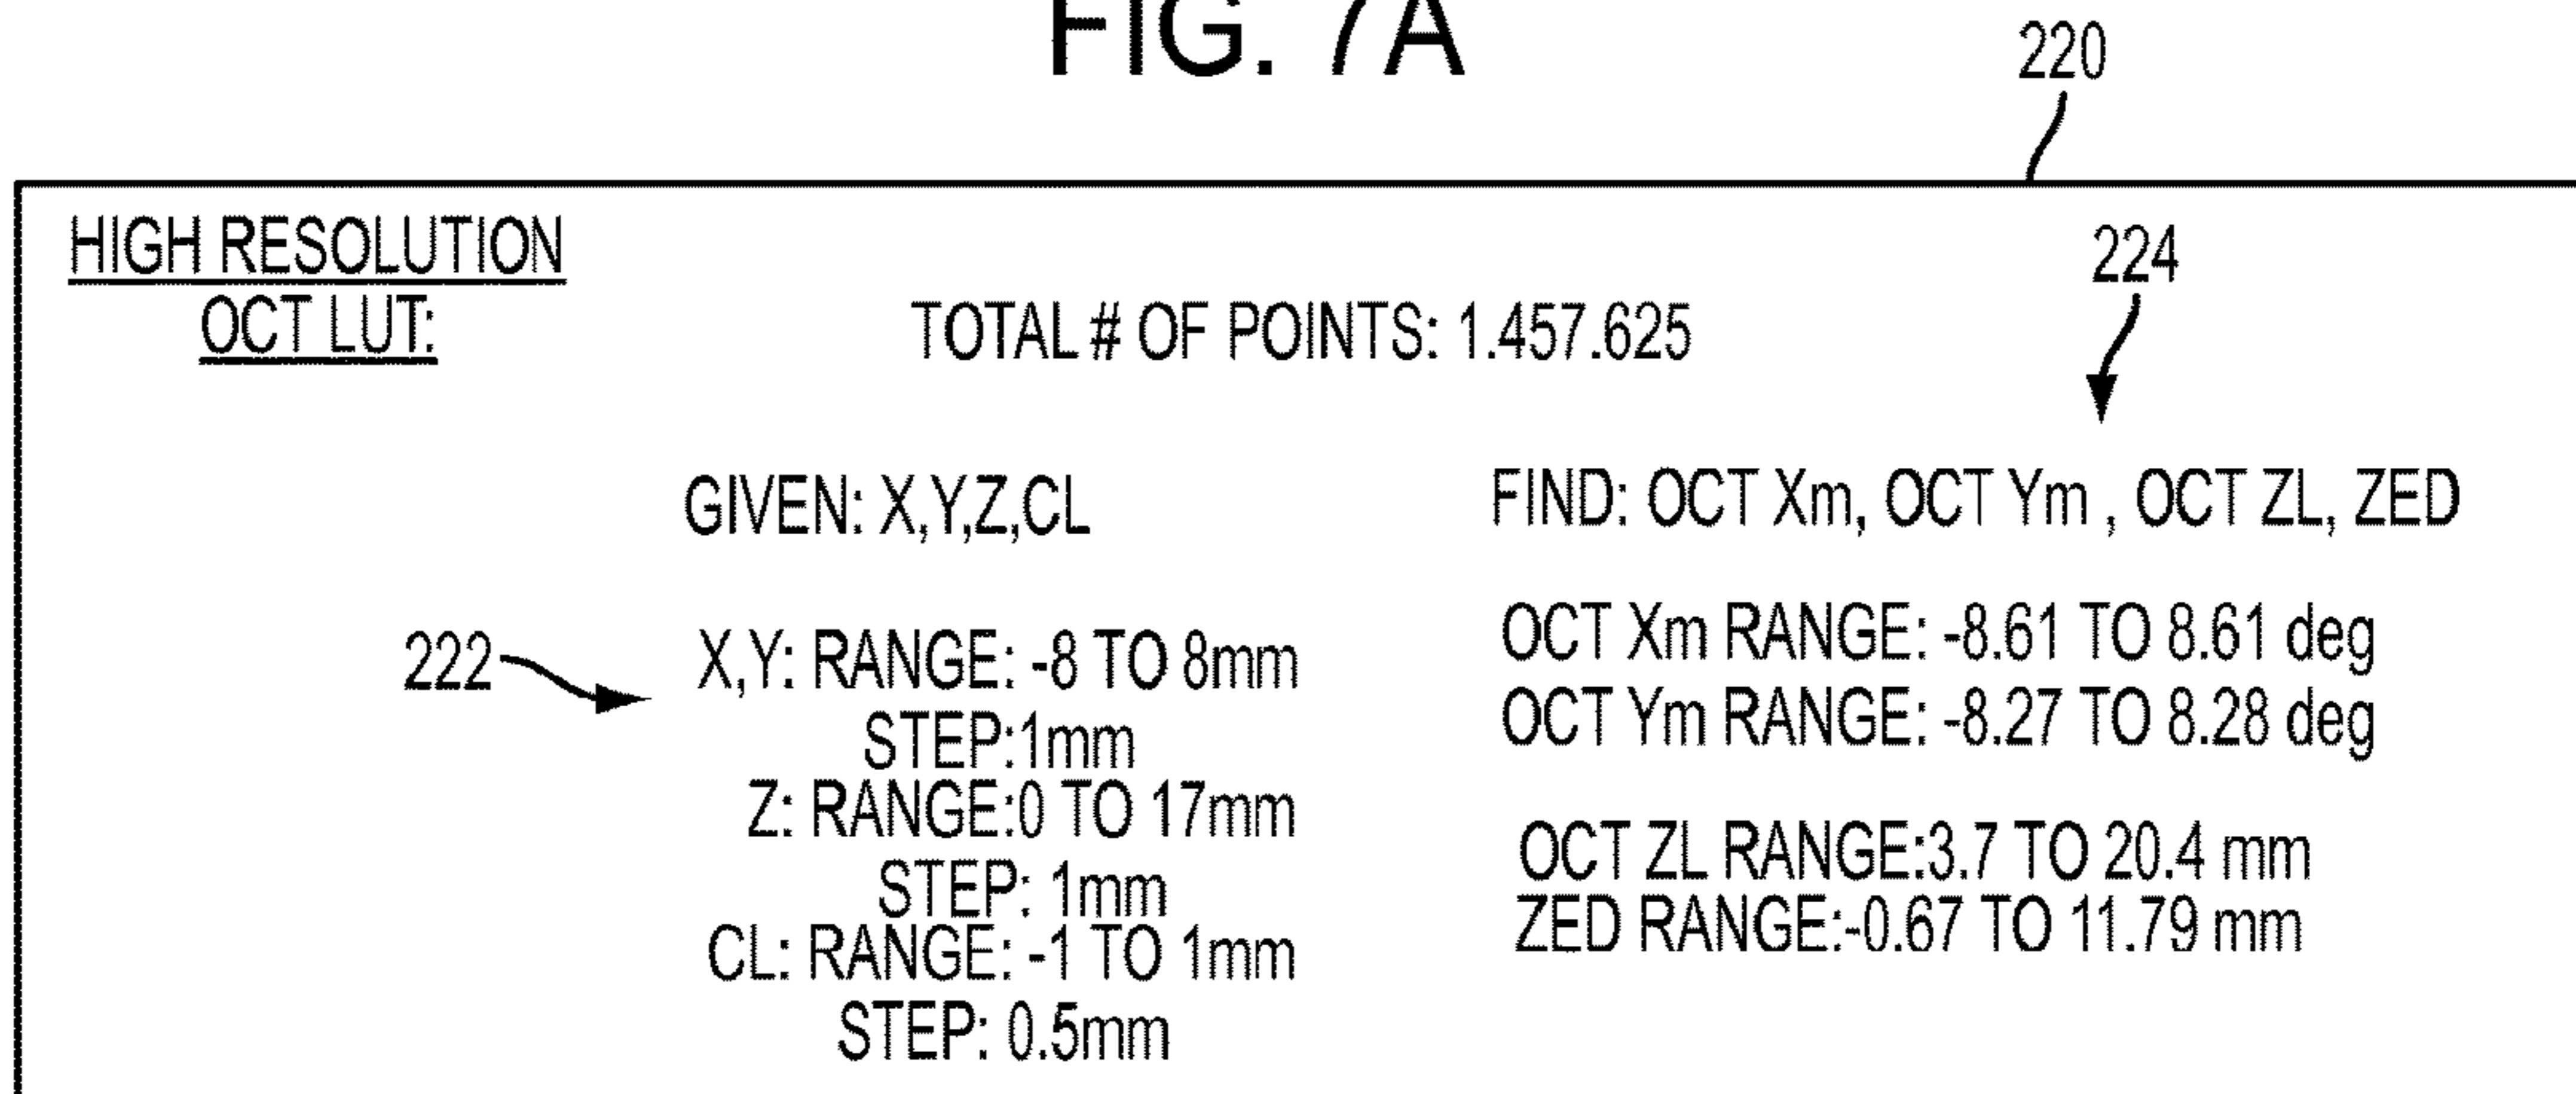 FIG. 7A
220
HIGH RESOLUTION
OCT LUT:
TOTAL # OF POINTS: 1.457.625
224
GIVEN: X,Y,Z,CL
FIND: OCT Xm, OCT Ym , OCT ZL, ZED
222
X,Y: RANGE: -8 TO 8mm
STEP:1mm
Z: RANGE:0 TO 17mm
STEP: 1mm
CL: RANGE: -1 TO 1mm
STEP: 0.5mm
OCT Xm RANGE: -8.61 TO 8.61 deg
OCT Ym RANGE: -8.27 TO 8.28 deg
OCT ZL RANGE:3.7 TO 20.4 mm
ZED RANGE:-0.67 TO 11.79 mm